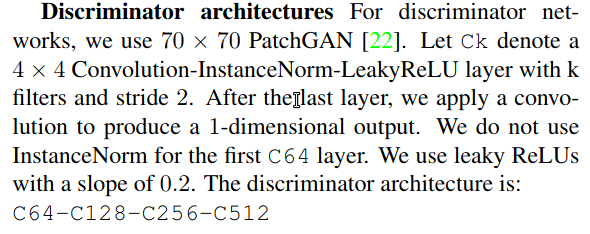 Discriminator architectures For discriminator net-
works, we use 70 × 70 PatchGAN [22]. Let Ck denote a
4 × 4 Convolution-InstanceNorm-LeakyReLU layer with k
filters and stride 2. After the last layer, we apply a convo-
lution to produce a 1-dimensional output. We do not use
InstanceNorm for the first C64 layer. We use leaky ReLUs
with a slope of 0.2. The discriminator architecture is:
C64-C128-C256-C512